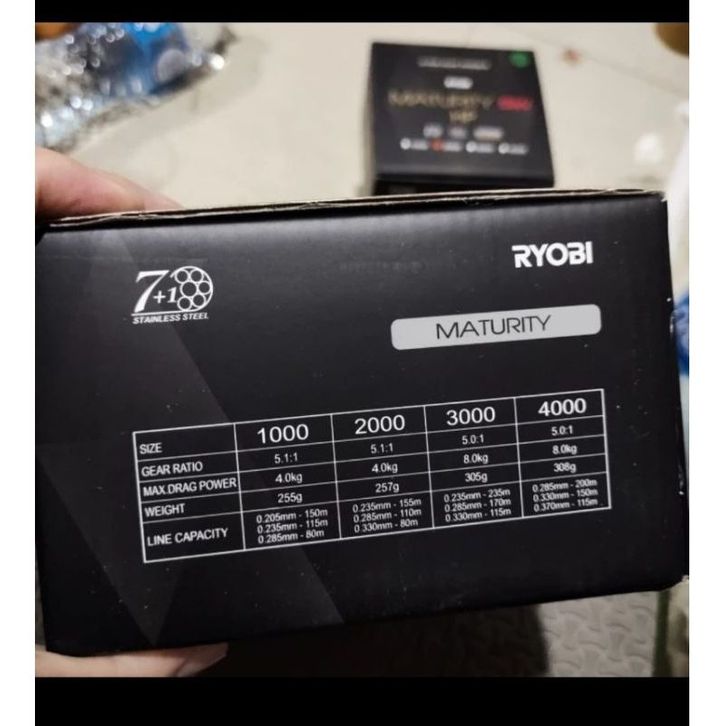 MATURITY
HP
RYOBI
7+1
STAINLESS STEEL
MATURITY
SIZE 1000 2000 3000 4000
GEAR RATIO 5.1:1 5.1:1 5.0:1 5.0:1
MAX.DRAG POWER 4.0kg 4.0kg 8.0kg 8.0kg
WEIGHT 255g 257g 305g 308g
LINE CAPACITY
0.205mm - 150m 0.235mm - 155m 0.235mm - 235m 0.285mm - 200m
0.235mm - 115m 0.285mm - 110m 0.285mm - 170m 0.330mm - 150m
0.285mm - 80m 0.330mm - 80m 0.330mm - 115m 0.370mm - 115m